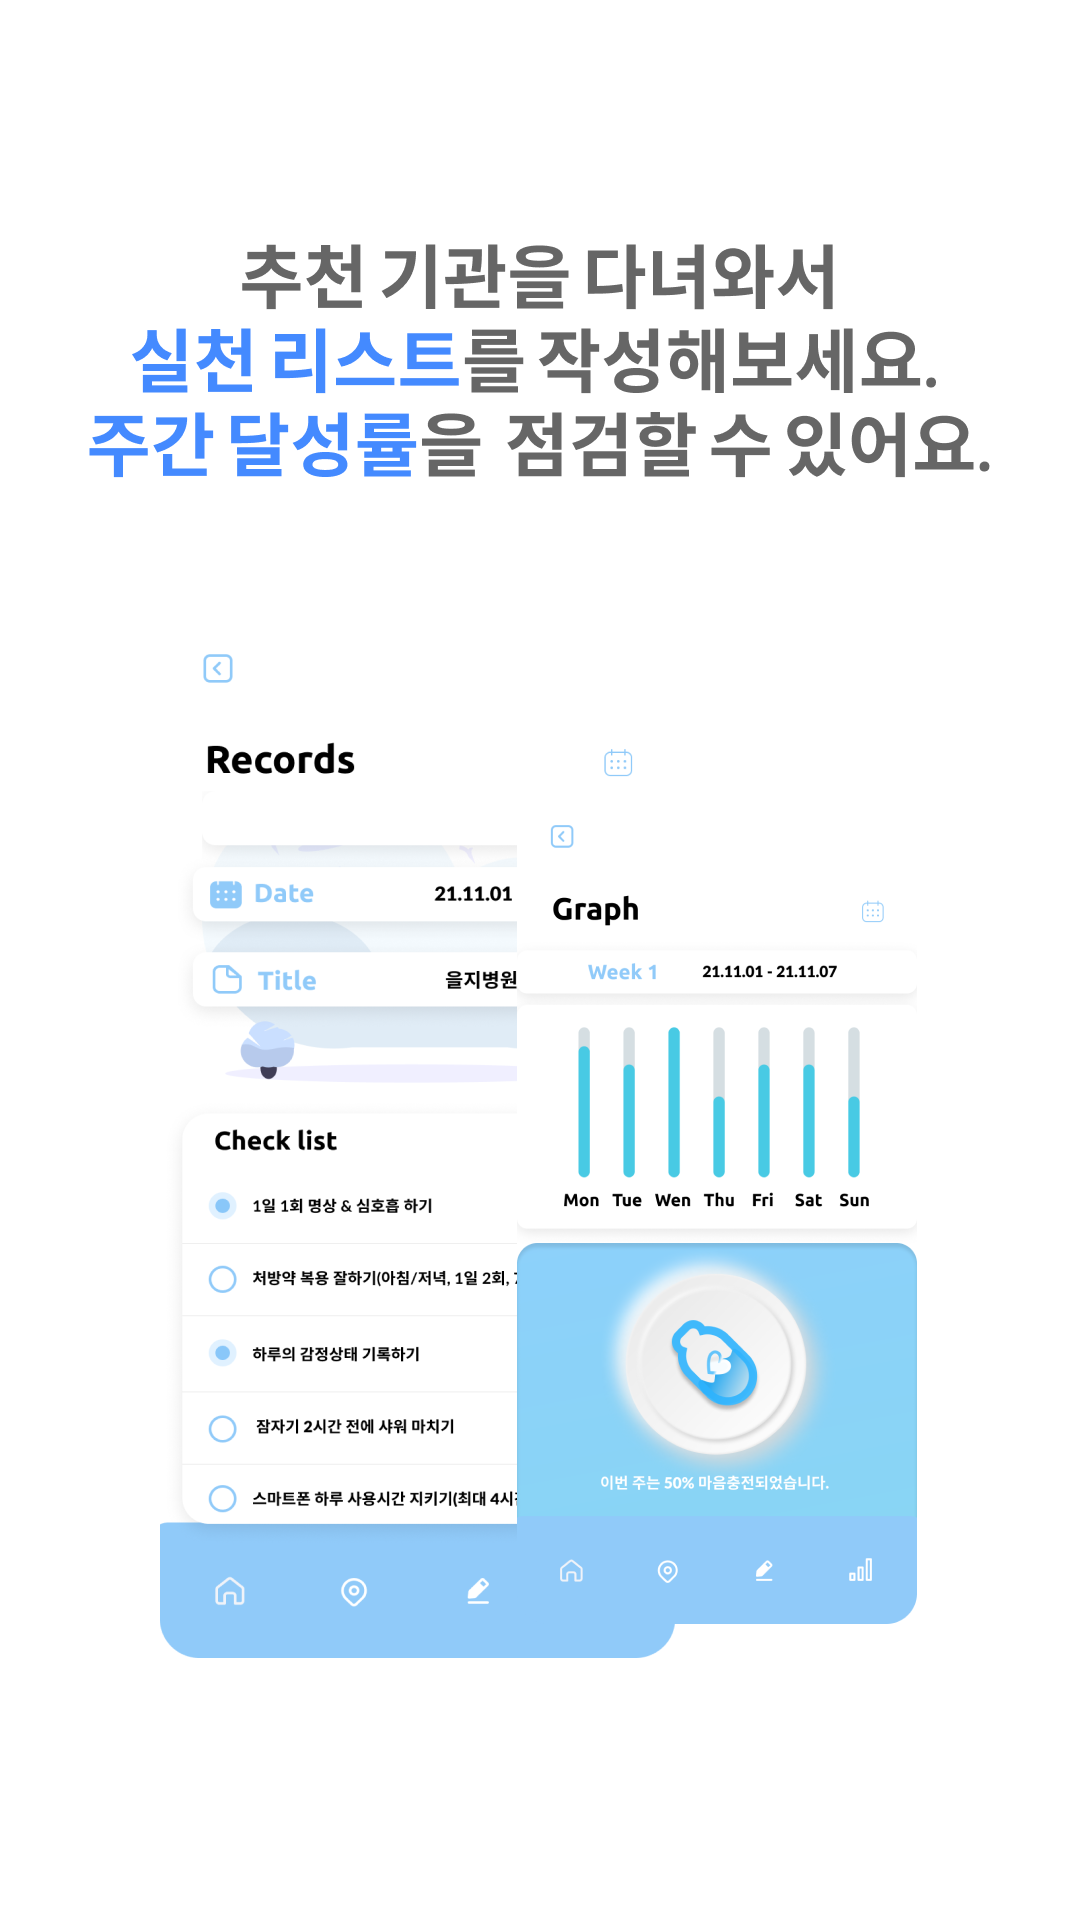 추천 기관을 다녀와서
실천 리스트를 작성해보세요.
주간 달성률을 점검할 수 있어요.
Records
Date 21.11.01
Title 을지병원
Check list
1일 1회 명상 & 심호흡 하기
처방약 복용 잘하기(아침/저녁, 1일 2회,
하루의 감정상태 기록하기
잠자기 2시간 전에 샤워 마치기
스마트폰 하루 사용시간 지키기(최대 4시
Graph
Week 1 21.11.01 - 21.11.07
Mon Tue Wen Thu Fri Sat Sun
이번 주는 50% 마음충전되었습니다.